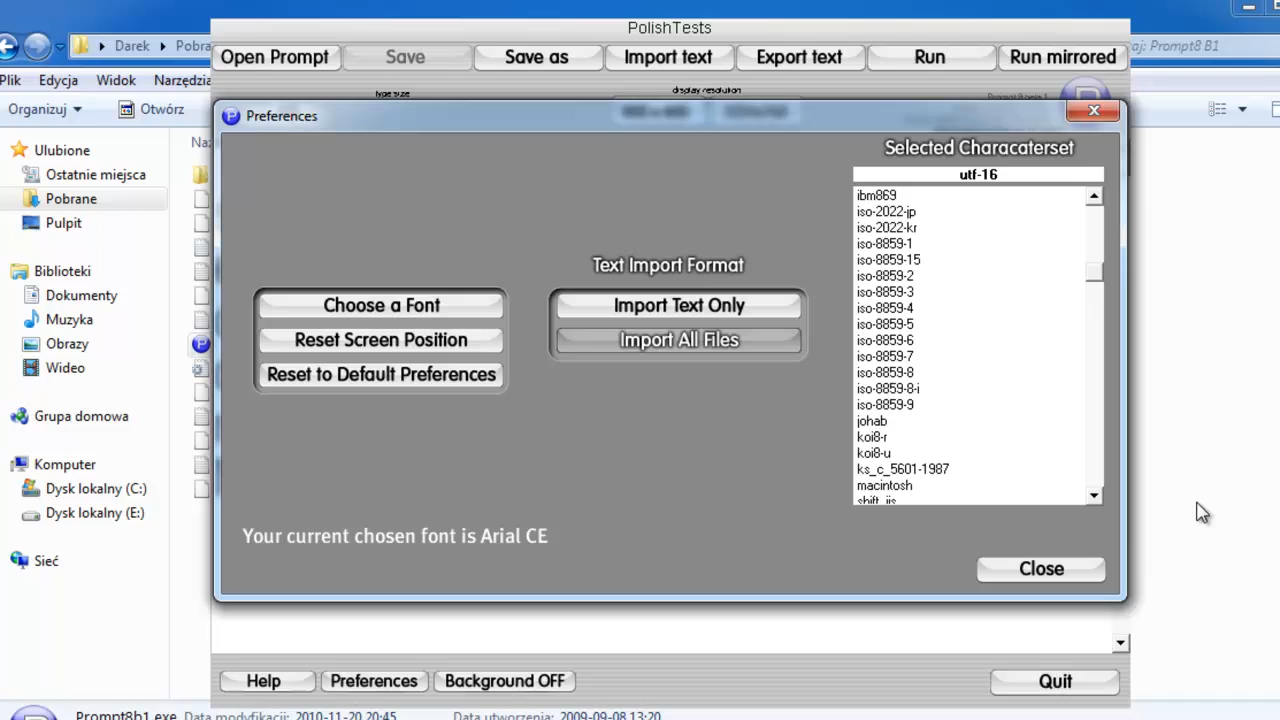 PolishTests
Open Prompt Save Save as Import text Export text Run Run mirrored
Darek Pobra
aj: Prompt8 B1
Plik Edycja Widok Narzędzia
type size display resolution
Organizuj Otwórz
Preferences
Selected Characaterset
utf-16
ibm869
iso-2022-jp
iso-2022-kr
iso-8859-1
iso-8859-15
iso-8859-2
iso-8859-3
iso-8859-4
iso-8859-5
iso-8859-6
iso-8859-7
iso-8859-8
iso-8859-8-i
iso-8859-9
johab
koi8-r
koi8-u
ks_c_5601-1987
macintosh
shift_jis
Text Import Format
Choose a Font
Reset Screen Position
Reset to Default Preferences
Import Text Only
Import All Files
Your current chosen font is Arial CE
Close
Ulubione
Ostatnie miejsca
Pobrane
Pulpit
Biblioteki
Dokumenty
Muzyka
Obrazy
Wideo
Grupa domowa
Komputer
Dysk lokalny (C:)
Dysk lokalny (E:)
Sieć
Naz
Help Preferences Background OFF Quit
Prompt8b1.exe Data modyfikacji: 2010-11-20 20:45 Data utworzenia: 2009-09-08 13:20